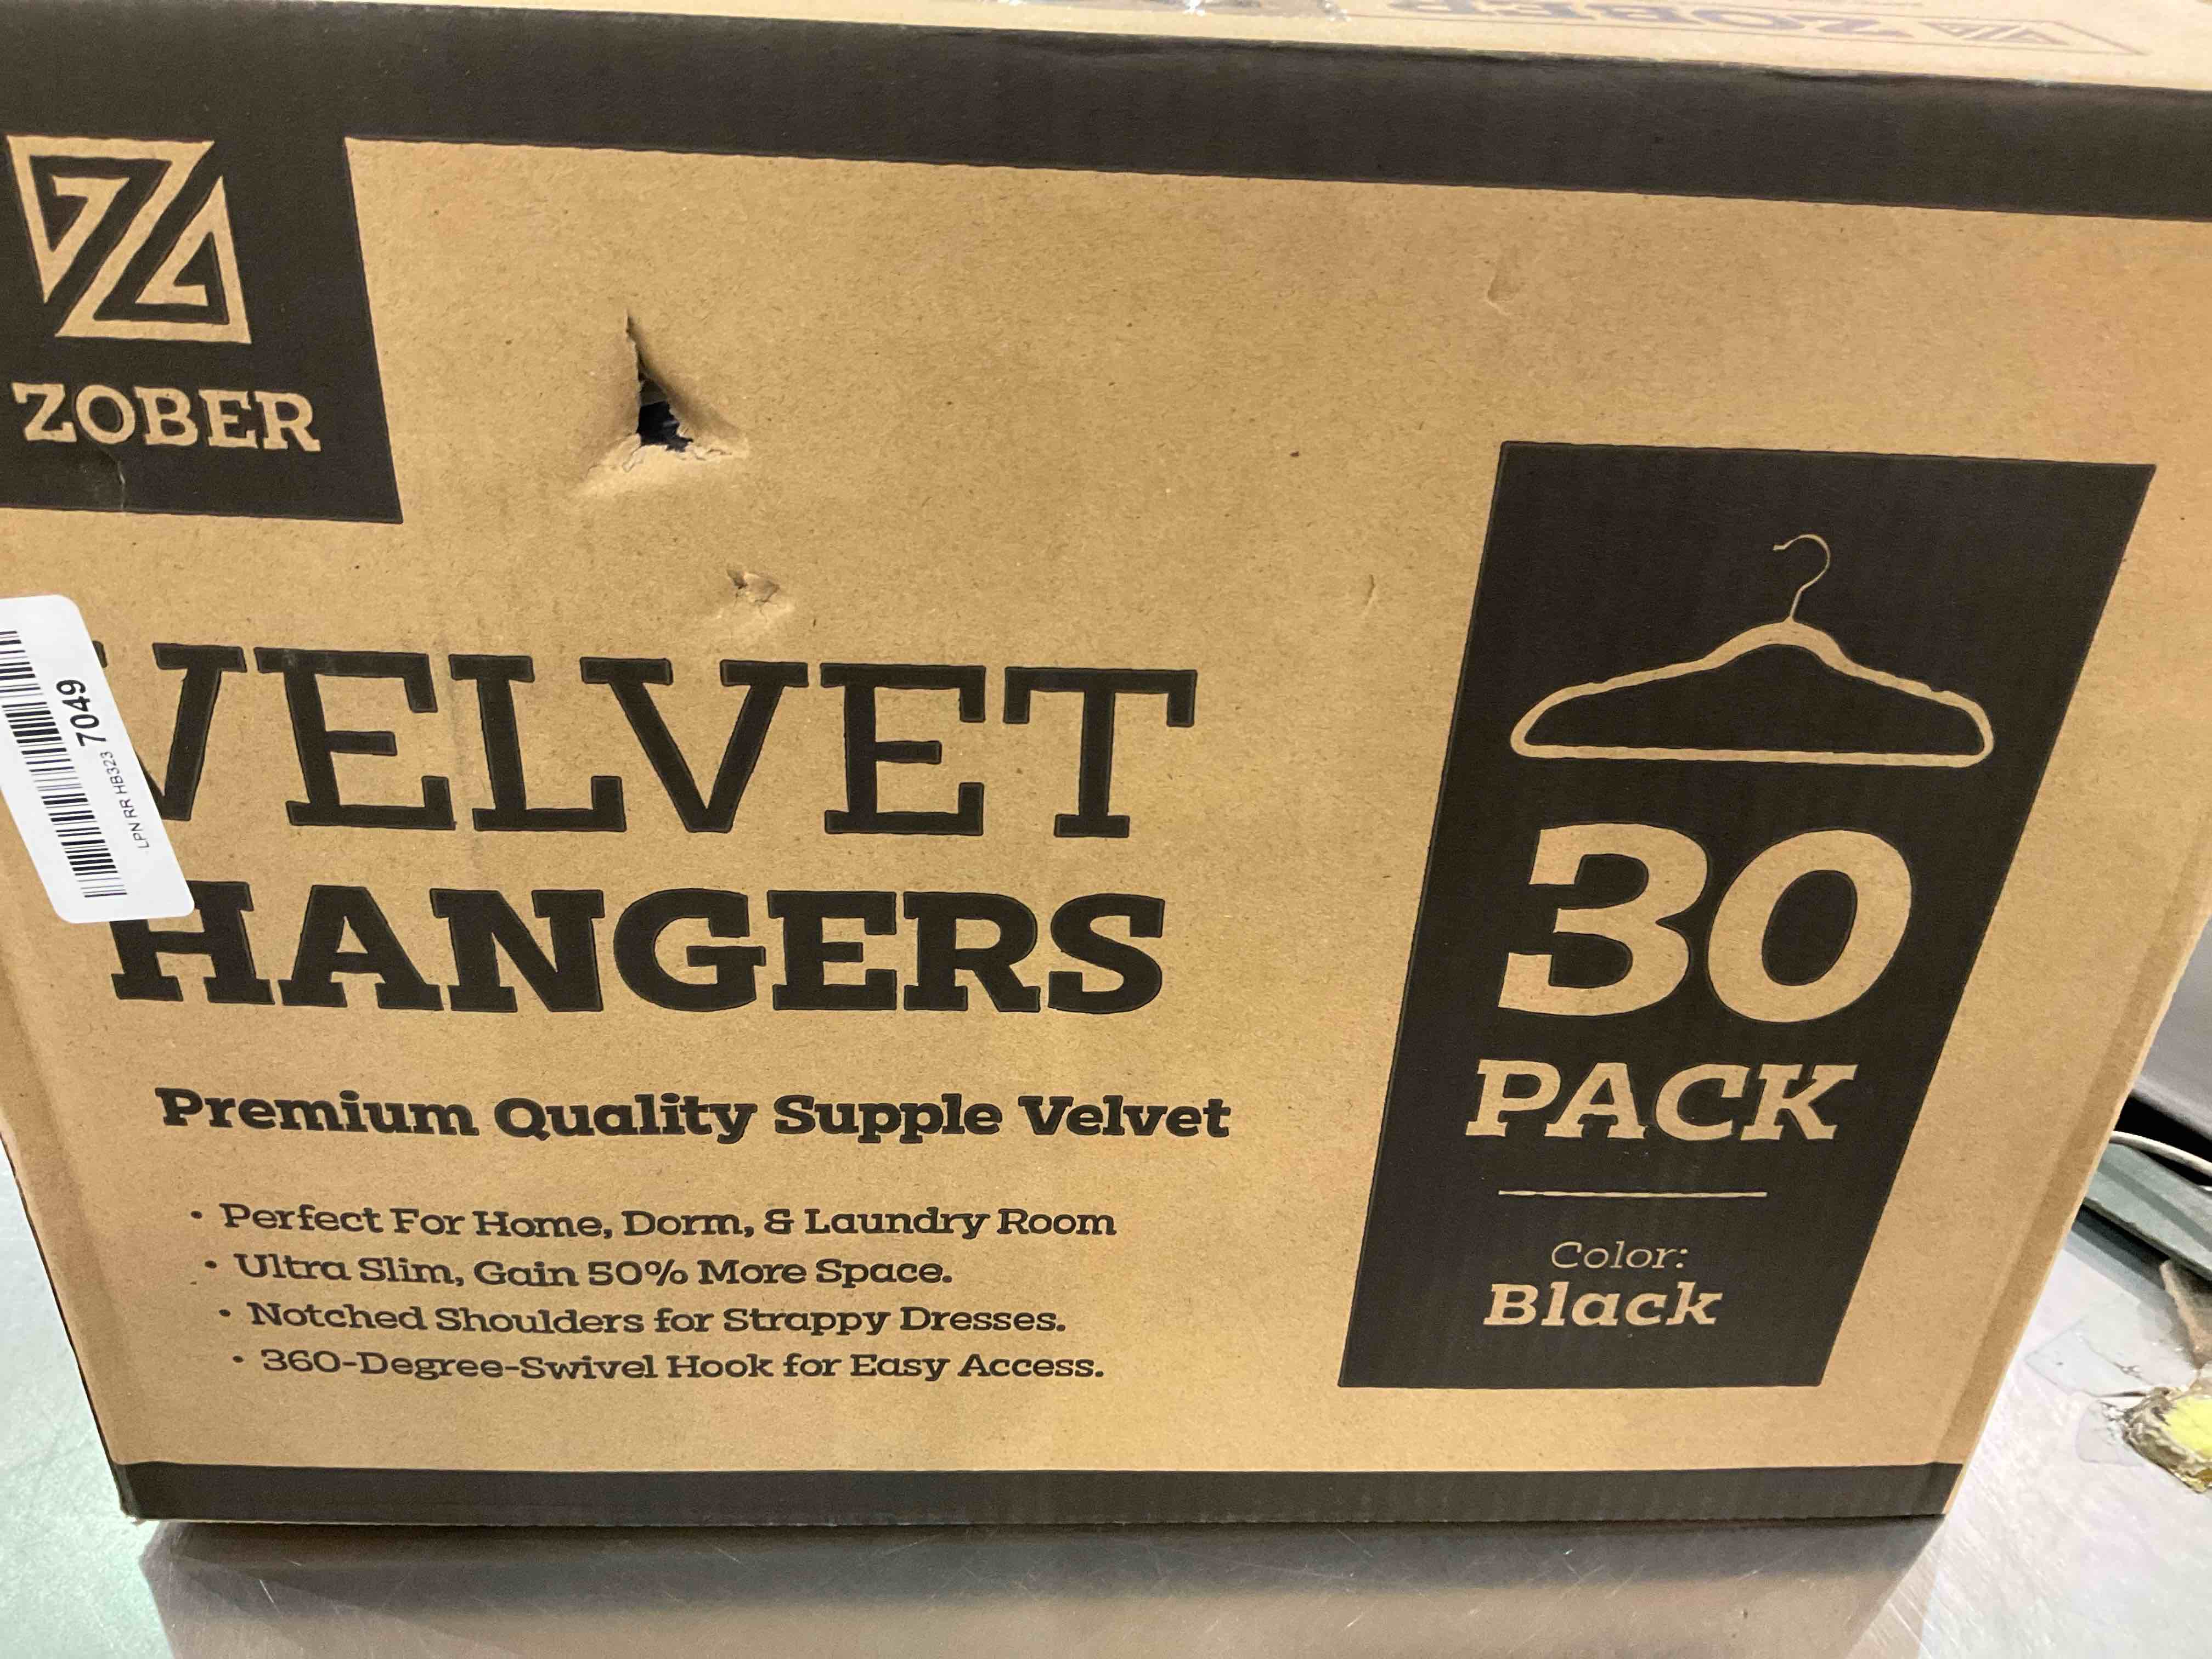 ZOBER
ZOBER
VELVET
HANGERS
Premium Quality Supple Velvet
• Perfect For Home, Dorm, & Laundry Room
• Ultra Slim, Gain 50% More Space.
• Notched Shoulders for Strappy Dresses.
• 360-Degree-Swivel Hook for Easy Access.
30
PACK
Color:
Black
LPN RR HB323 7049